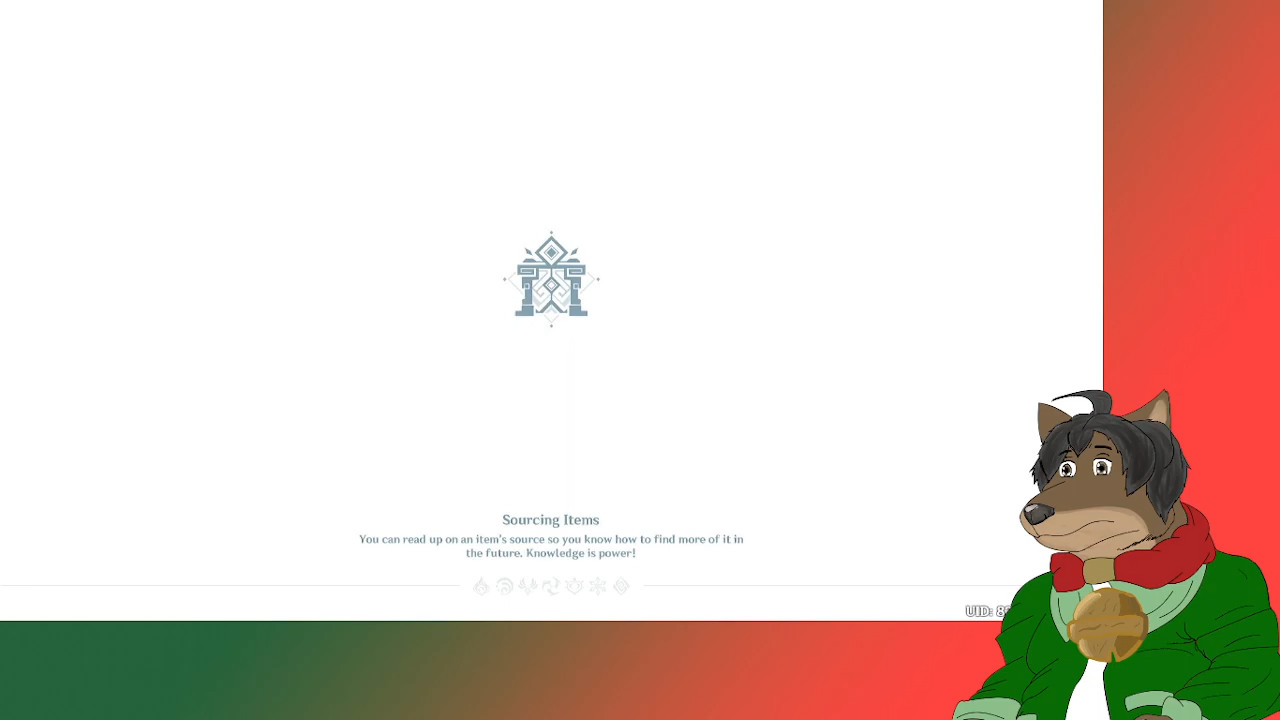 Sourcing Items
You can read up on an item's source so you know how to find more of it in
the future. Knowledge is power!
UID: 8